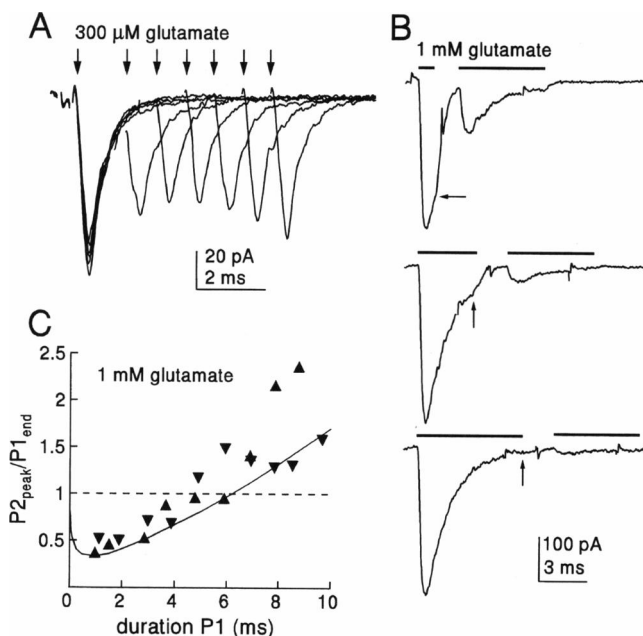 A
300 µM glutamate
20 pA
2 ms
B
1 mM glutamate
100 pA
3 ms
C
1 mM glutamate
P2peak/P1end
2.5
2
1.5
1
0.5
0
2
4
6
8
10
duration P1 (ms)